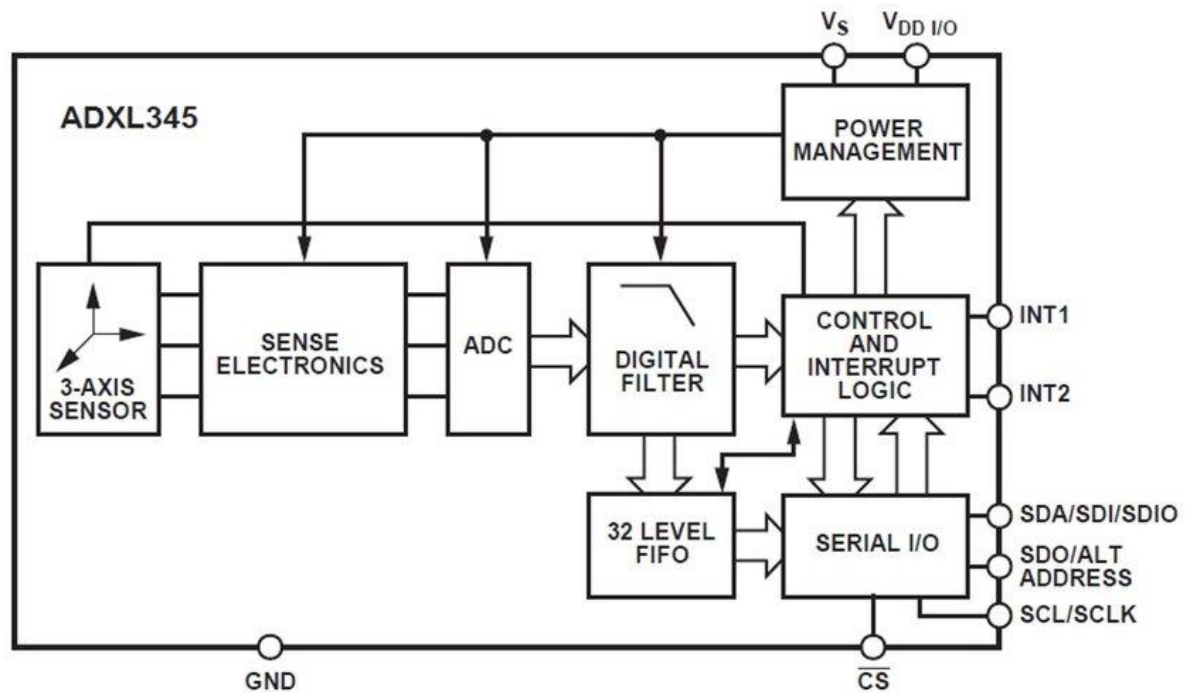 VS
VDD I/O
ADXL345
POWER
MANAGEMENT
3-AXIS
SENSOR
SENSE
ELECTRONICS
ADC
DIGITAL
FILTER
CONTROL
AND
INTERRUPT
LOGIC
INT1
INT2
32 LEVEL
FIFO
SERIAL I/O
SDA/SDI/SDIO
SDO/ALT
ADDRESS
SCL/SCLK
GND
C̅S̅